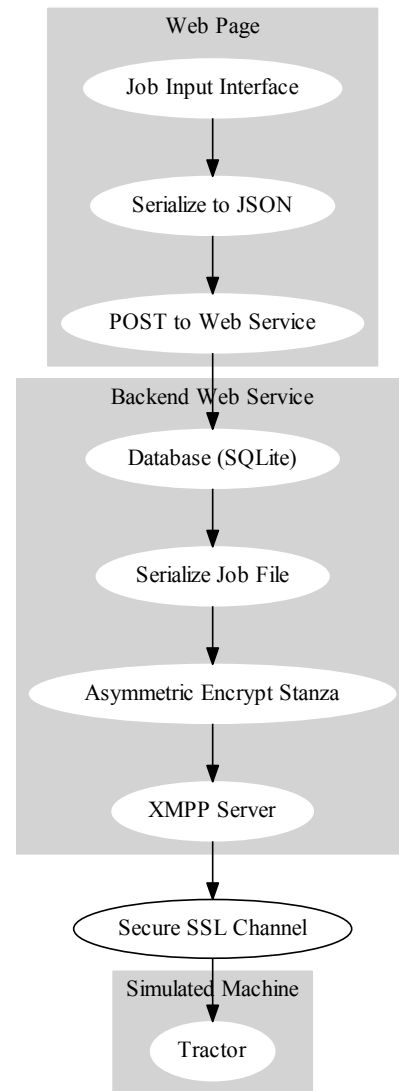 Web Page
Job Input Interface
Serialize to JSON
POST to Web Service
Backend Web Service
Database (SQLite)
Serialize Job File
Asymmetric Encrypt Stanza
XMPP Server
Secure SSL Channel
Simulated Machine
Tractor